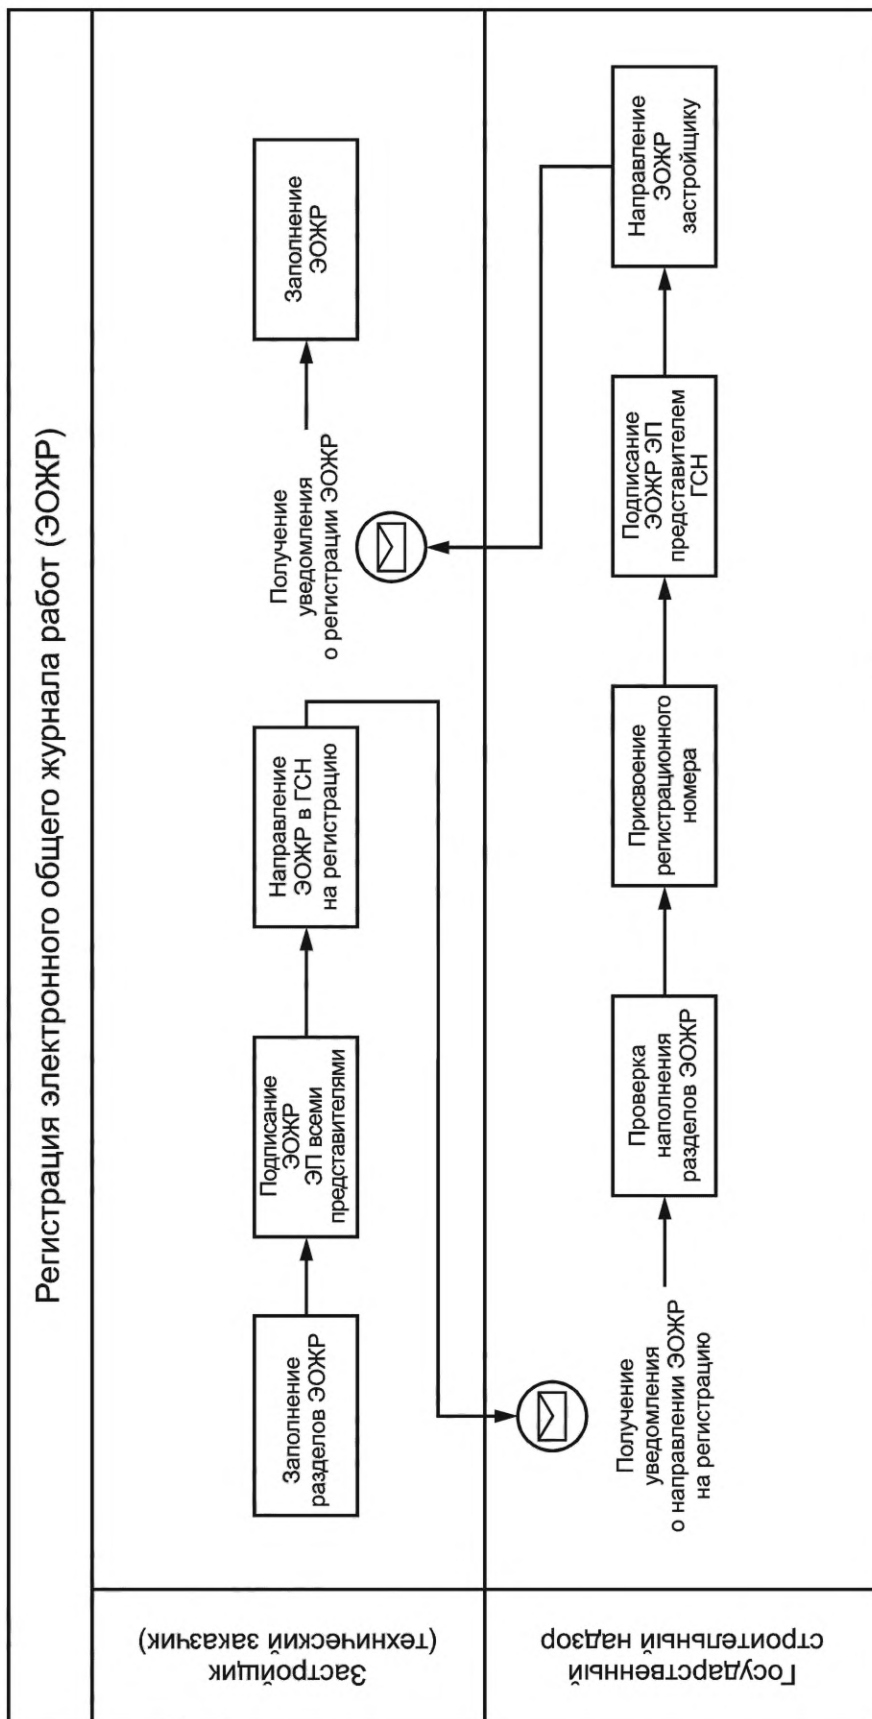 Регистрация электронного общего журнала работ (ЭОЖР)
Застройщик
(технический заказчик)
Заполнение
разделов ЭОЖР
Подписание
ЭОЖР
ЭП всеми
представителями
Направление
ЭОЖР в ГСН
на регистрацию
Получение
уведомления
о регистрации ЭОЖР
Заполнение
ЭОЖР
Государственный
строительный надзор
Получение
уведомления
о направлении ЭОЖР
на регистрацию
Проверка
наполнения
разделов ЭОЖР
Присвоение
регистрационного
номера
Подписание
ЭОЖР ЭП
представителем
ГСН
Направление
ЭОЖР
застройщику